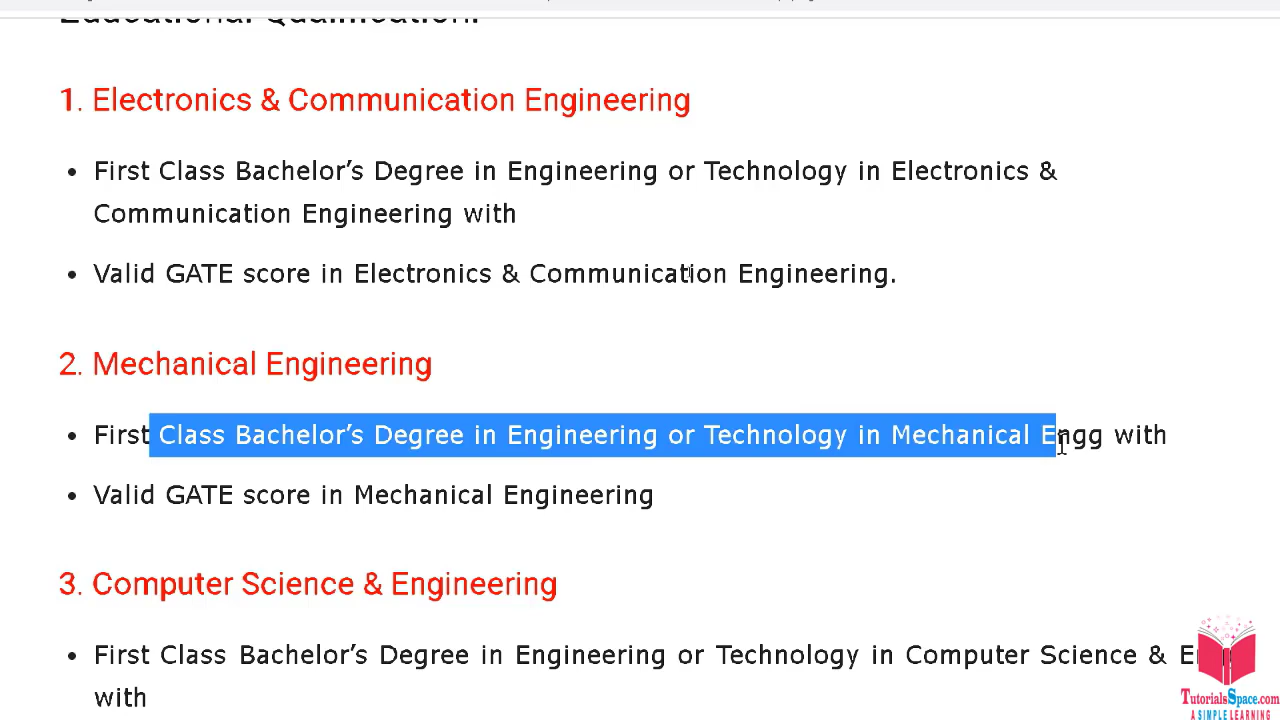 Educational Qualification:
1. Electronics & Communication Engineering
• First Class Bachelor’s Degree in Engineering or Technology in Electronics &
Communication Engineering with
• Valid GATE score in Electronics & Communication Engineering.
2. Mechanical Engineering
• First Class Bachelor’s Degree in Engineering or Technology in Mechanical Engg with
• Valid GATE score in Mechanical Engineering
3. Computer Science & Engineering
• First Class Bachelor’s Degree in Engineering or Technology in Computer Science &
with
TutorialsSpace.com
A SIMPLE LEARNING